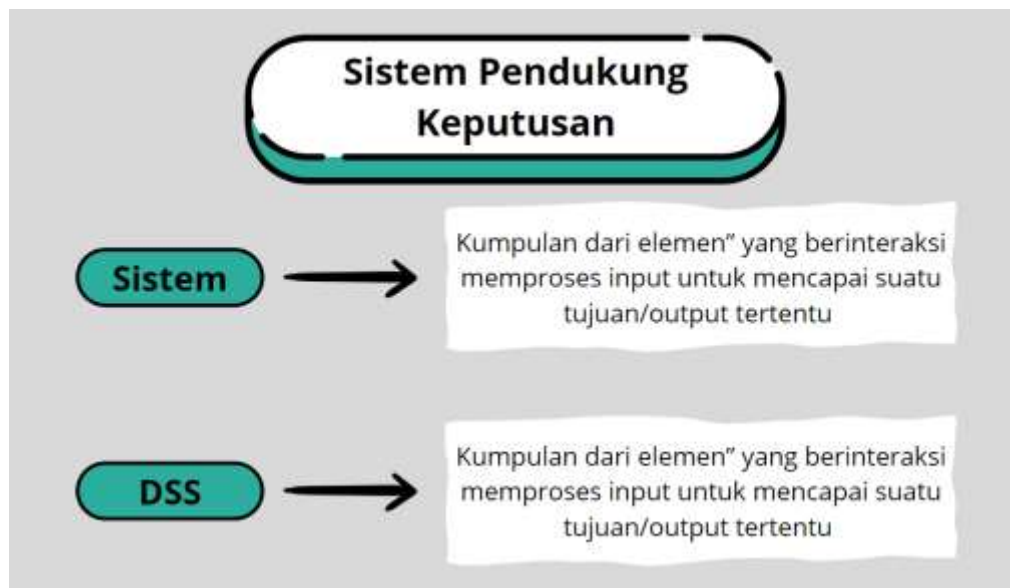 Sistem Pendukung
Keputusan
Sistem
Kumpulan dari elemen” yang berinteraksi
memproses input untuk mencapai suatu
tujuan/output tertentu
DSS
Kumpulan dari elemen” yang berinteraksi
memproses input untuk mencapai suatu
tujuan/output tertentu